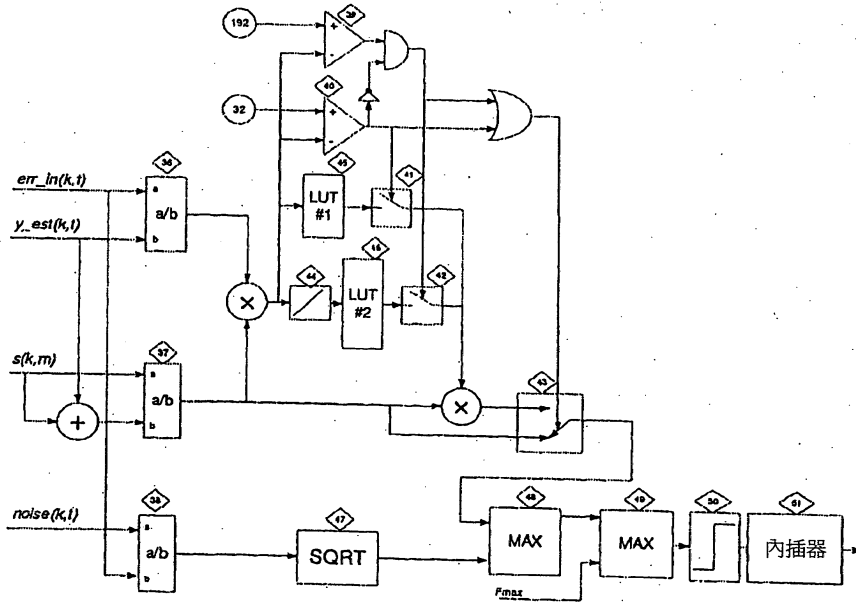 192
39
32
40
45
41
36
err_in(k,t)
a
a/b
b
y_est(k,t)
LUT
#1
46
44
42
LUT
#2
37
s(k,m)
a
a/b
b
43
38
noise(k,t)
a
a/b
b
47
SQRT
48
MAX
49
MAX
50
51
內插器
Fmax